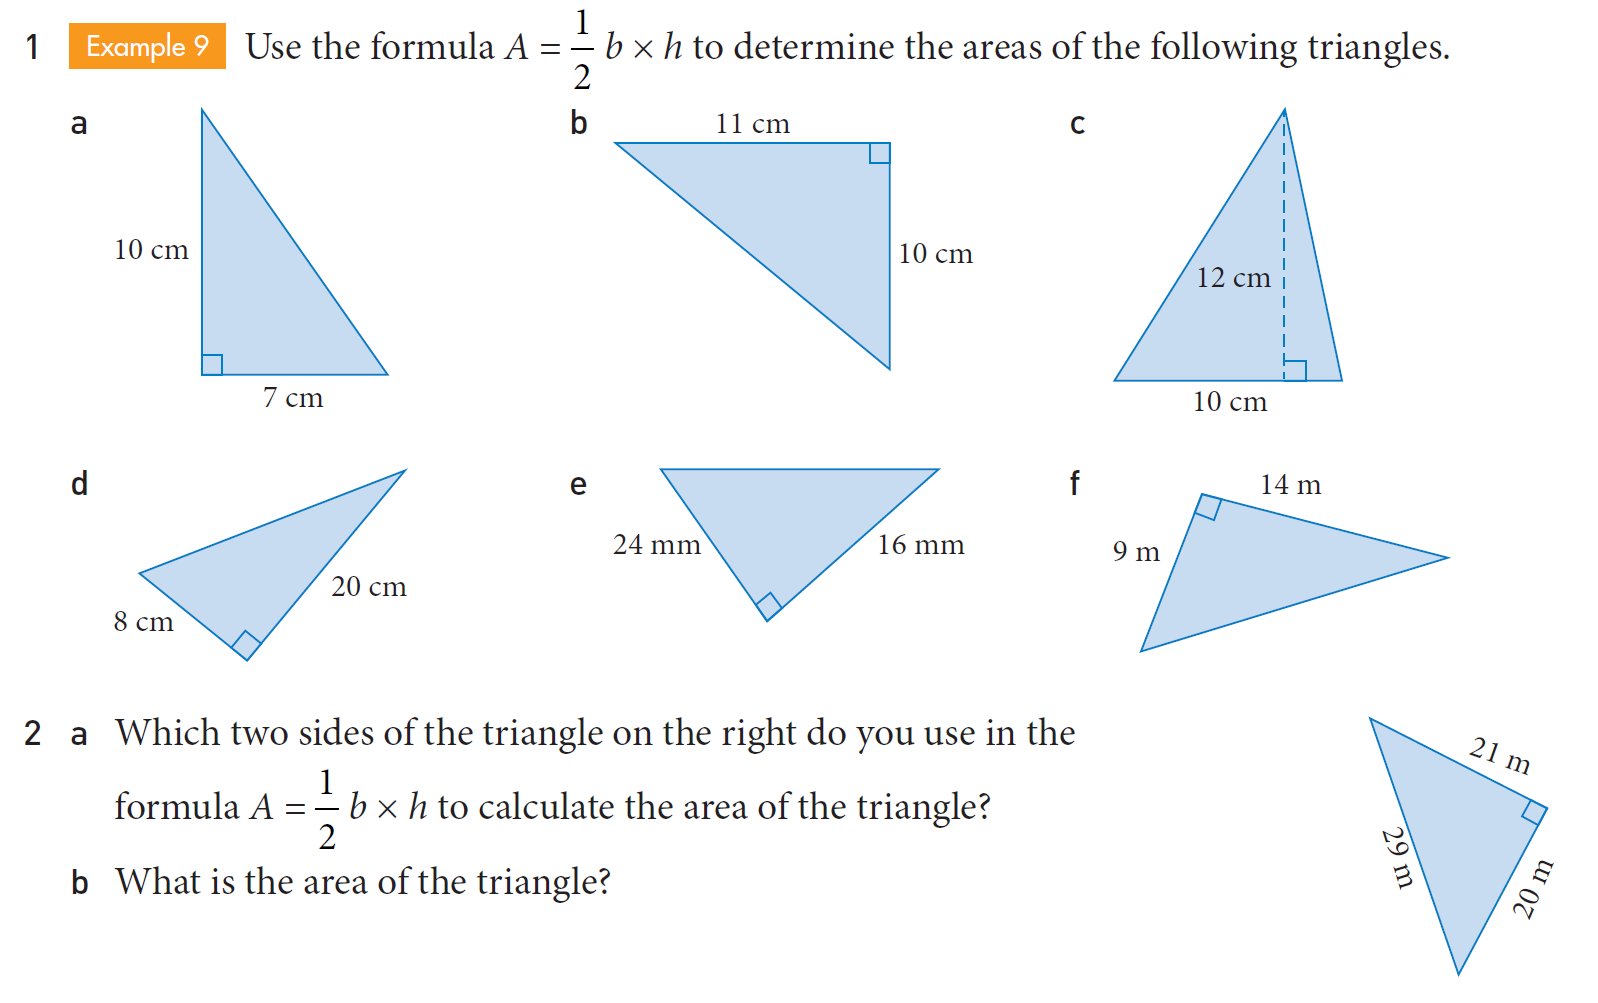 1 Example 9 Use the formula A = 1/2 b × h to determine the areas of the following triangles.
a
10 cm
7 cm
b
11 cm
10 cm
c
12 cm
10 cm
d
8 cm
20 cm
e
24 mm
16 mm
f
14 m
9 m
2 a Which two sides of the triangle on the right do you use in the
formula A = 1/2 b × h to calculate the area of the triangle?
b What is the area of the triangle?
21 m
29 m
20 m